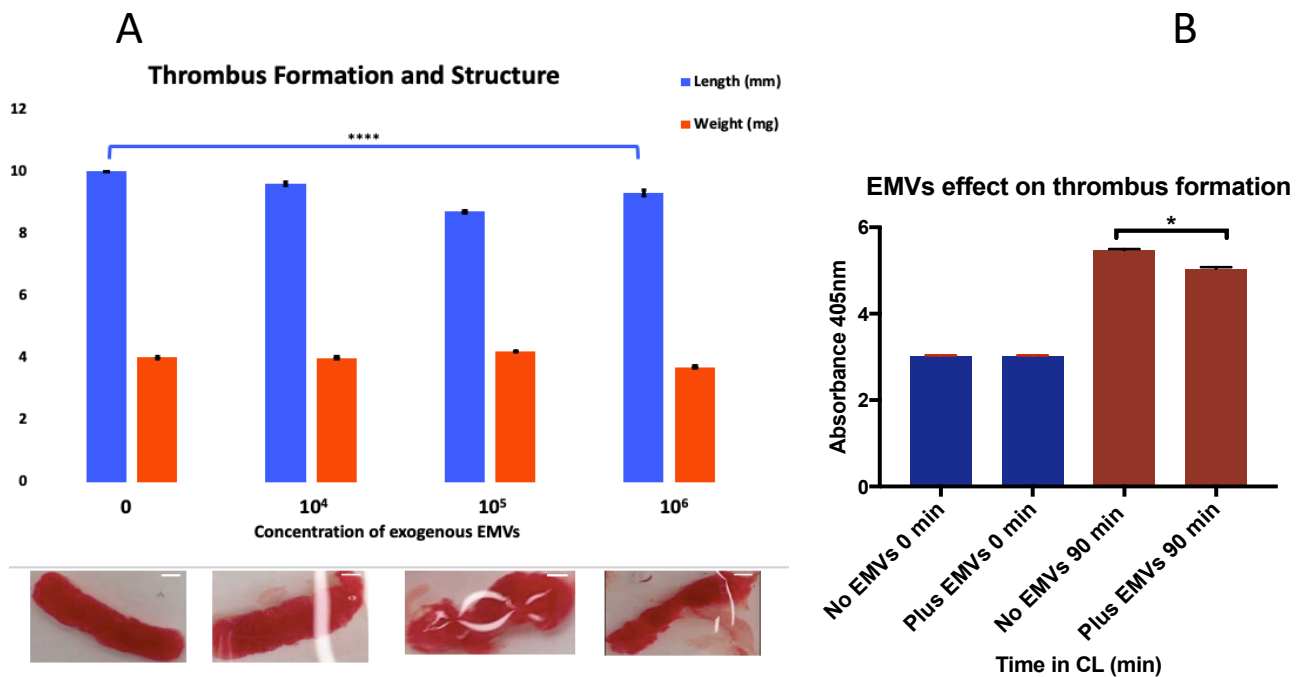 A
Thrombus Formation and Structure
Length (mm)
Weight (mg)
12
10
8
6
4
2
0
****
0
10⁴
10⁵
10⁶
Concentration of exogenous EMVs
B
EMVs effect on thrombus formation
*
Absorbance 405nm
6
4
2
0
No EMVs 0 min
Plus EMVs 0 min
No EMVs 90 min
Plus EMVs 90 min
Time in CL (min)